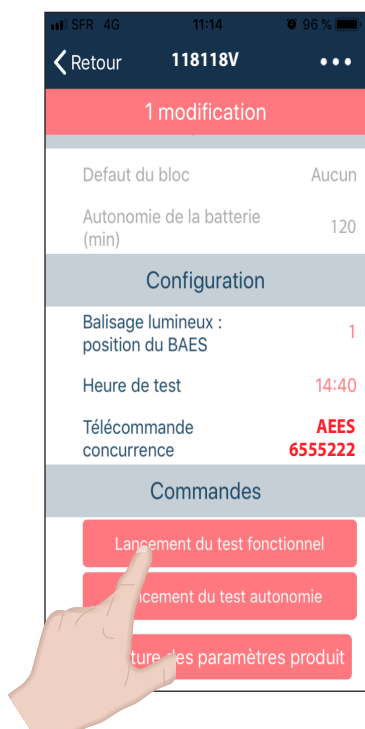 SFR 4G 11:14 96 %
Retour 118118V
1 modification
Defaut du bloc Aucun
Autonomie de la batterie
(min) 120
Configuration
Balisage lumineux :
position du BAES 1
Heure de test 14:40
Télécommande AEES
concurrence 6555222
Commandes
Lancement du test fonctionnel
cement du test autonomie
ture des paramètres produit